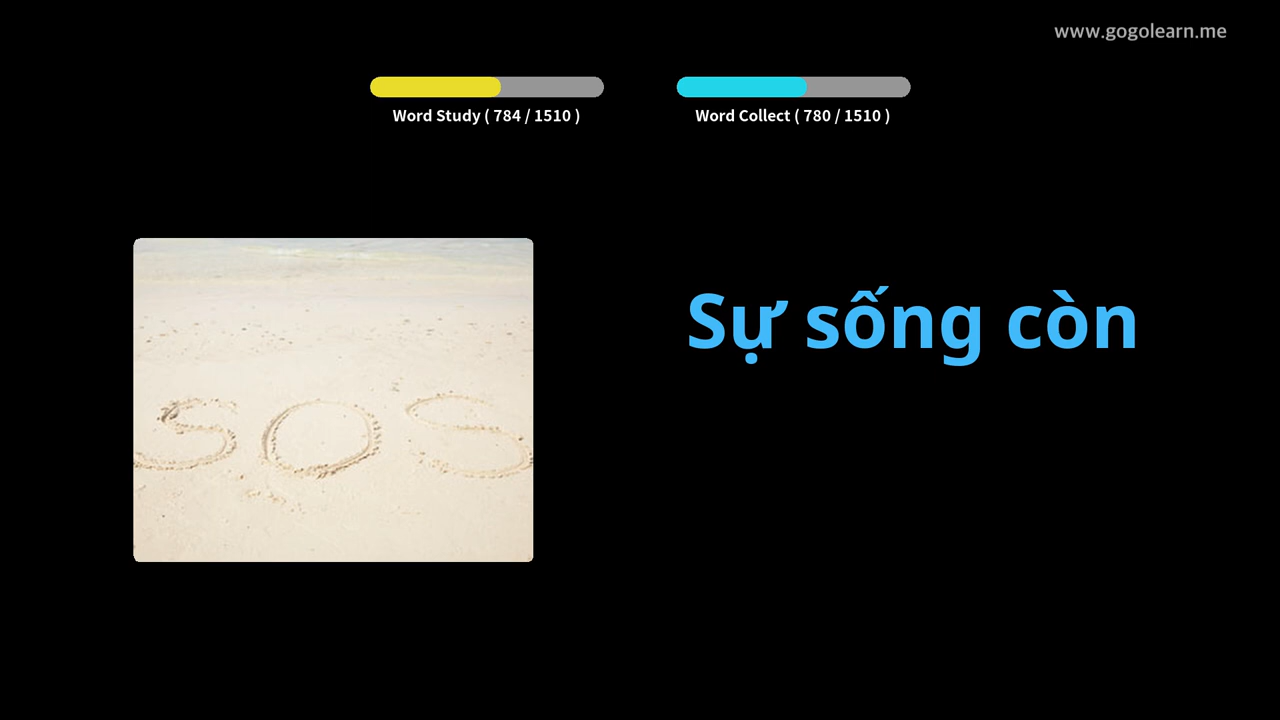 www.gogolearn.me
Word Study ( 784 / 1510 )
Word Collect ( 780 / 1510 )
SOS
Sự sống còn